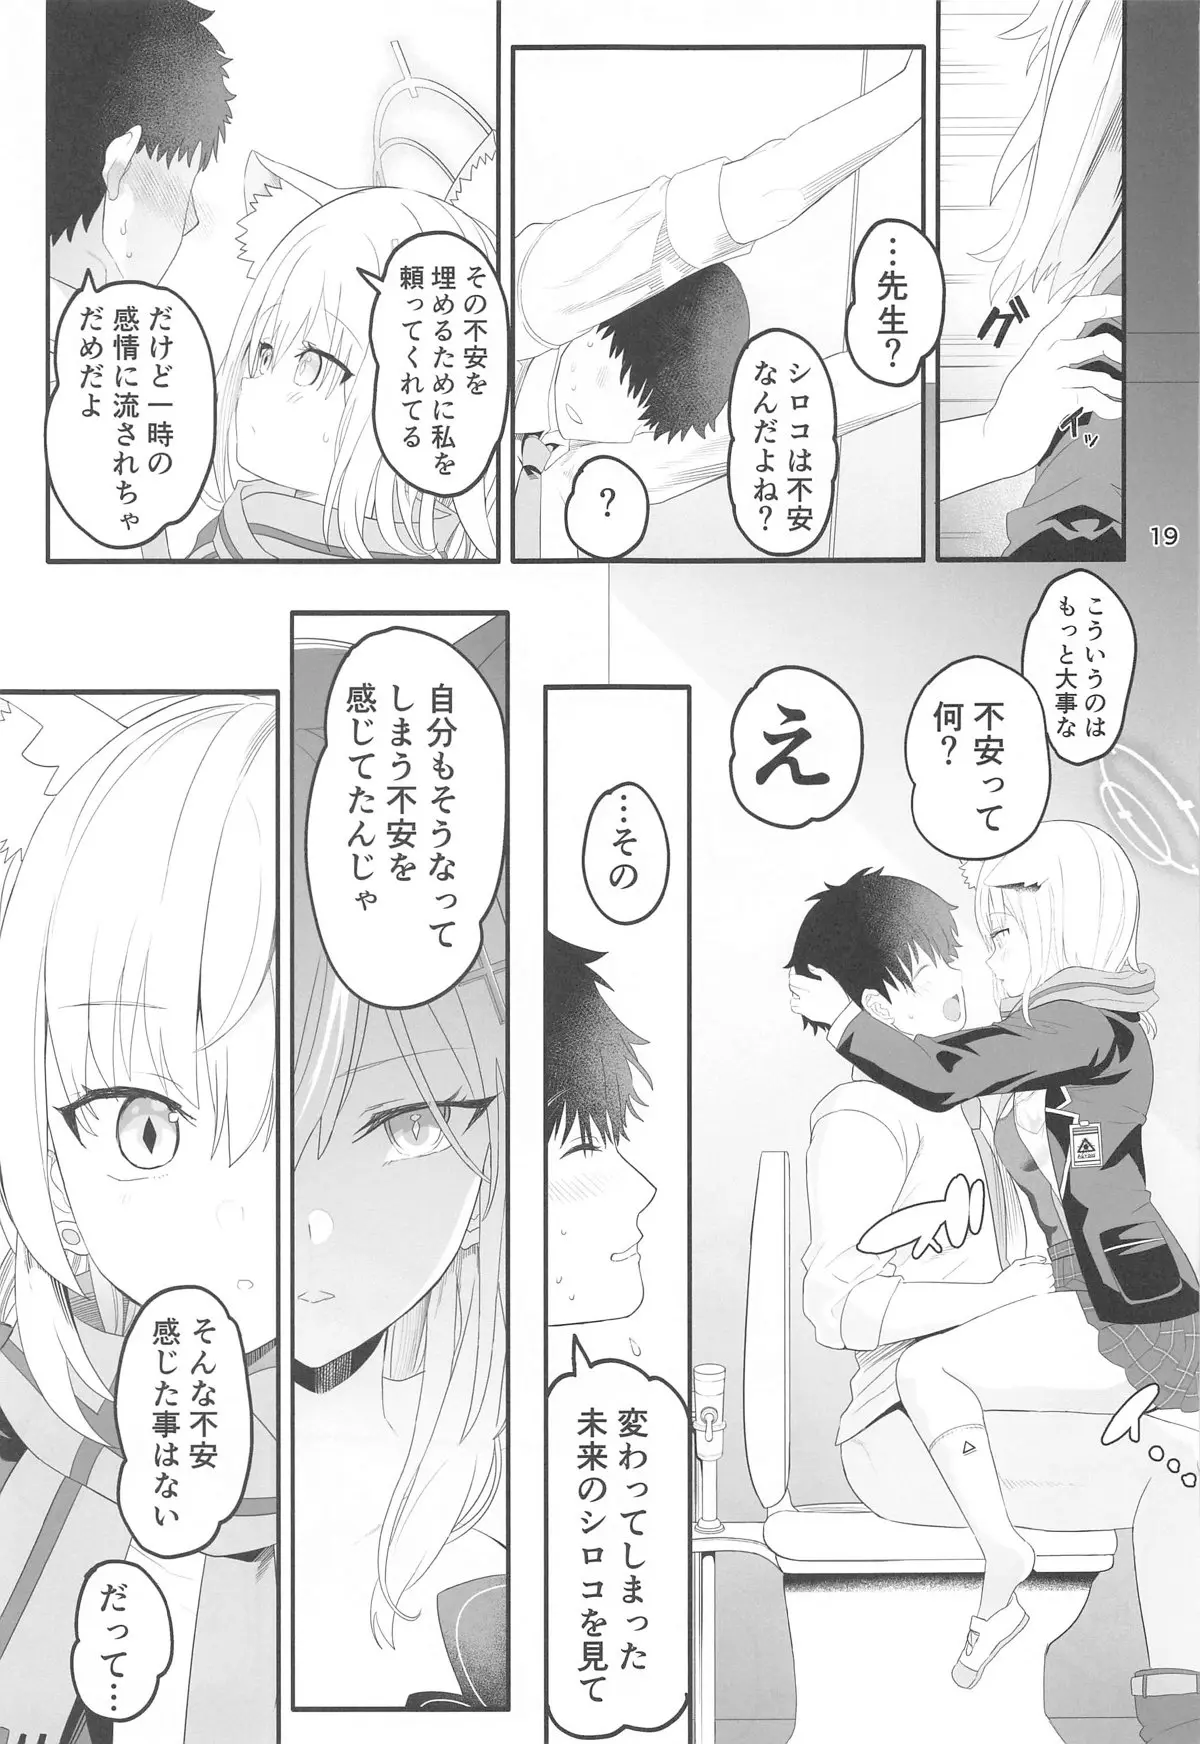 グイッ
…先生?
シロコは不安
なんだよね?
?
その不安を
埋めるために私を
頼ってくれてる
だけど一時の
感情に流されちゃ
だめだよ
19
こういうのは
もっと大事な
不安って
何?
え
…その
変わってしまった
未来のシロコを見て
自分もそうなって
しまう不安を
感じてたんじゃ
そんな不安
感じた事はない
だって…